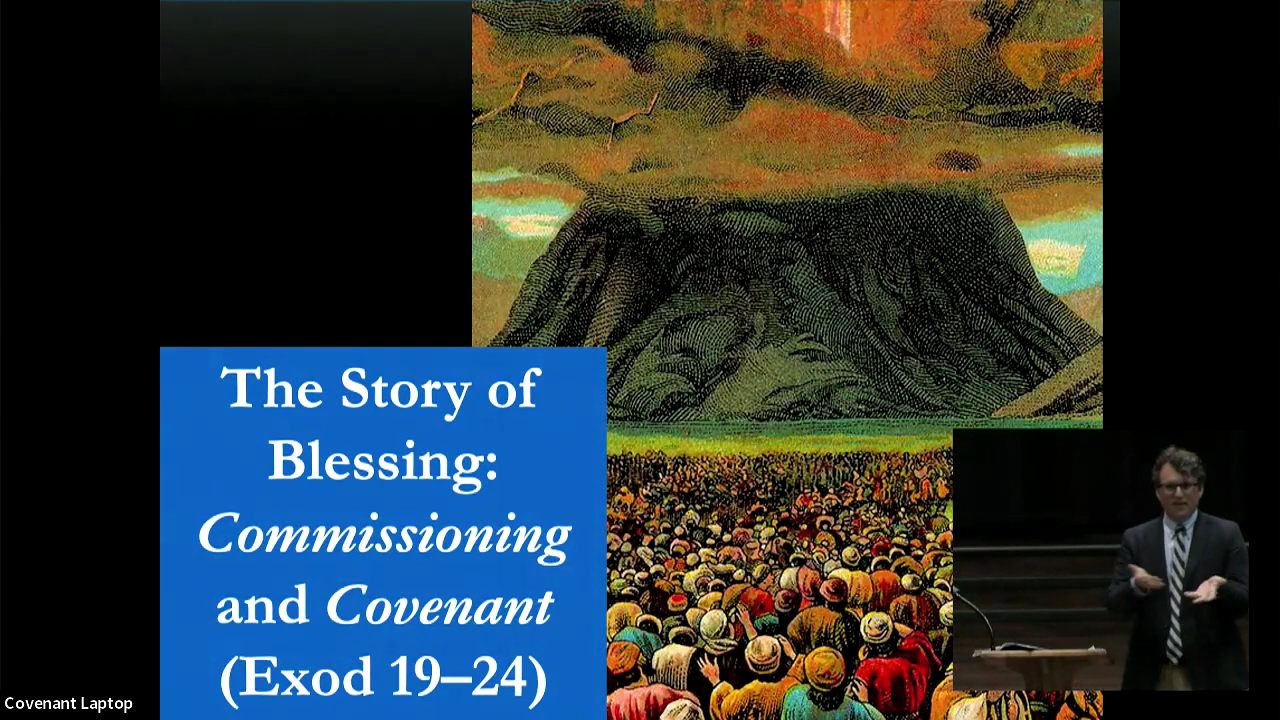 The Story of
Blessing:
Commissioning
and Covenant
(Exod 19–24)
Covenant Laptop